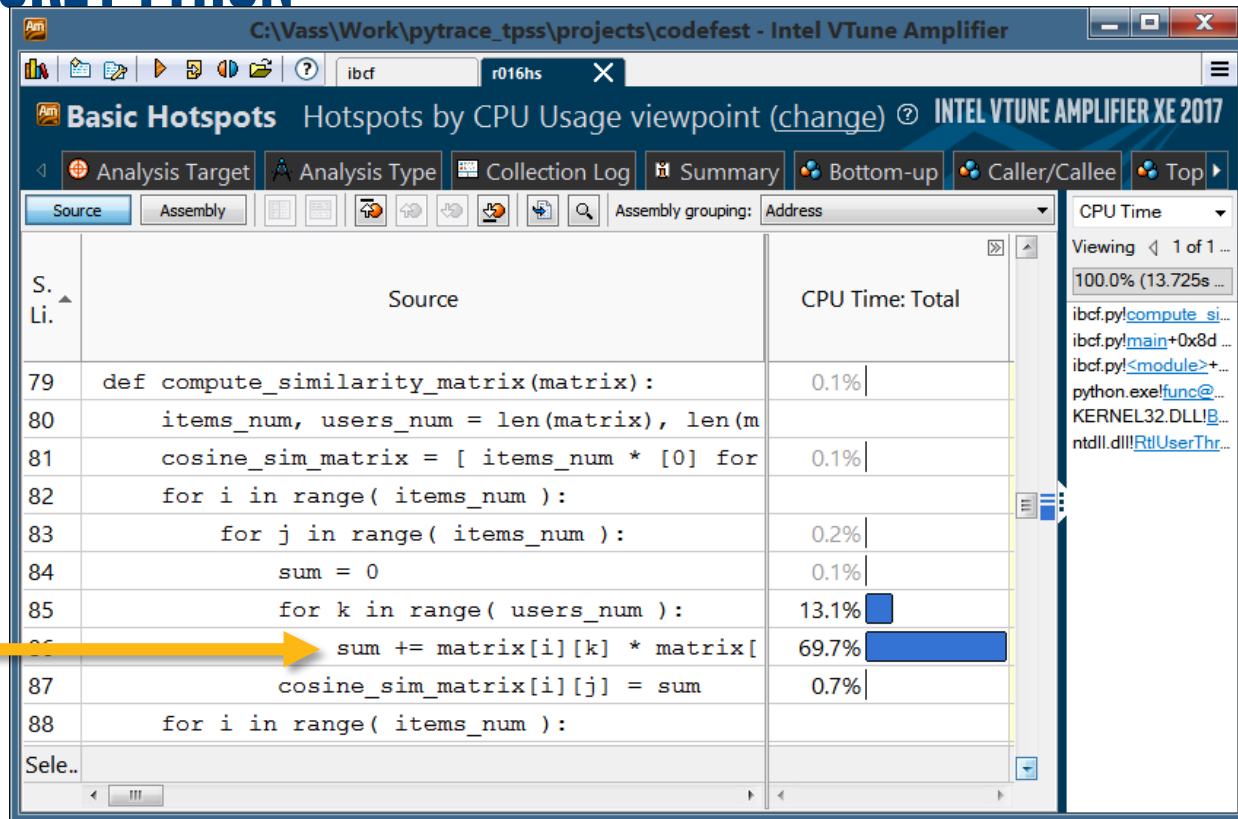 C:\Vass\Work\pytrace_tpss\projects\codefest - Intel VTune Amplifier
ibcf r016hs
Basic Hotspots Hotspots by CPU Usage viewpoint (change) INTEL VTUNE AMPLIFIER XE 2017
Analysis Target Analysis Type Collection Log Summary Bottom-up Caller/Callee Top
Source Assembly Assembly grouping: Address CPU Time
Viewing 1 of 1 ...
100.0% (13.725s ...
S. Li. Source CPU Time: Total
ibcf.py!compute_si...
ibcf.py!main+0x8d ...
ibcf.py!<module>+...
python.exe!func@...
KERNEL32.DLL!B...
ntdll.dll!RtlUserThr...
79 def compute_similarity_matrix(matrix): 0.1%
80 items_num, users_num = len(matrix), len(m
81 cosine_sim_matrix = [ items_num * [0] for 0.1%
82 for i in range( items_num ):
83 for j in range( items_num ): 0.2%
84 sum = 0 0.1%
85 for k in range( users_num ): 13.1%
sum += matrix[i][k] * matrix[ 69.7%
87 cosine_sim_matrix[i][j] = sum 0.7%
88 for i in range( items_num ):
Sele..